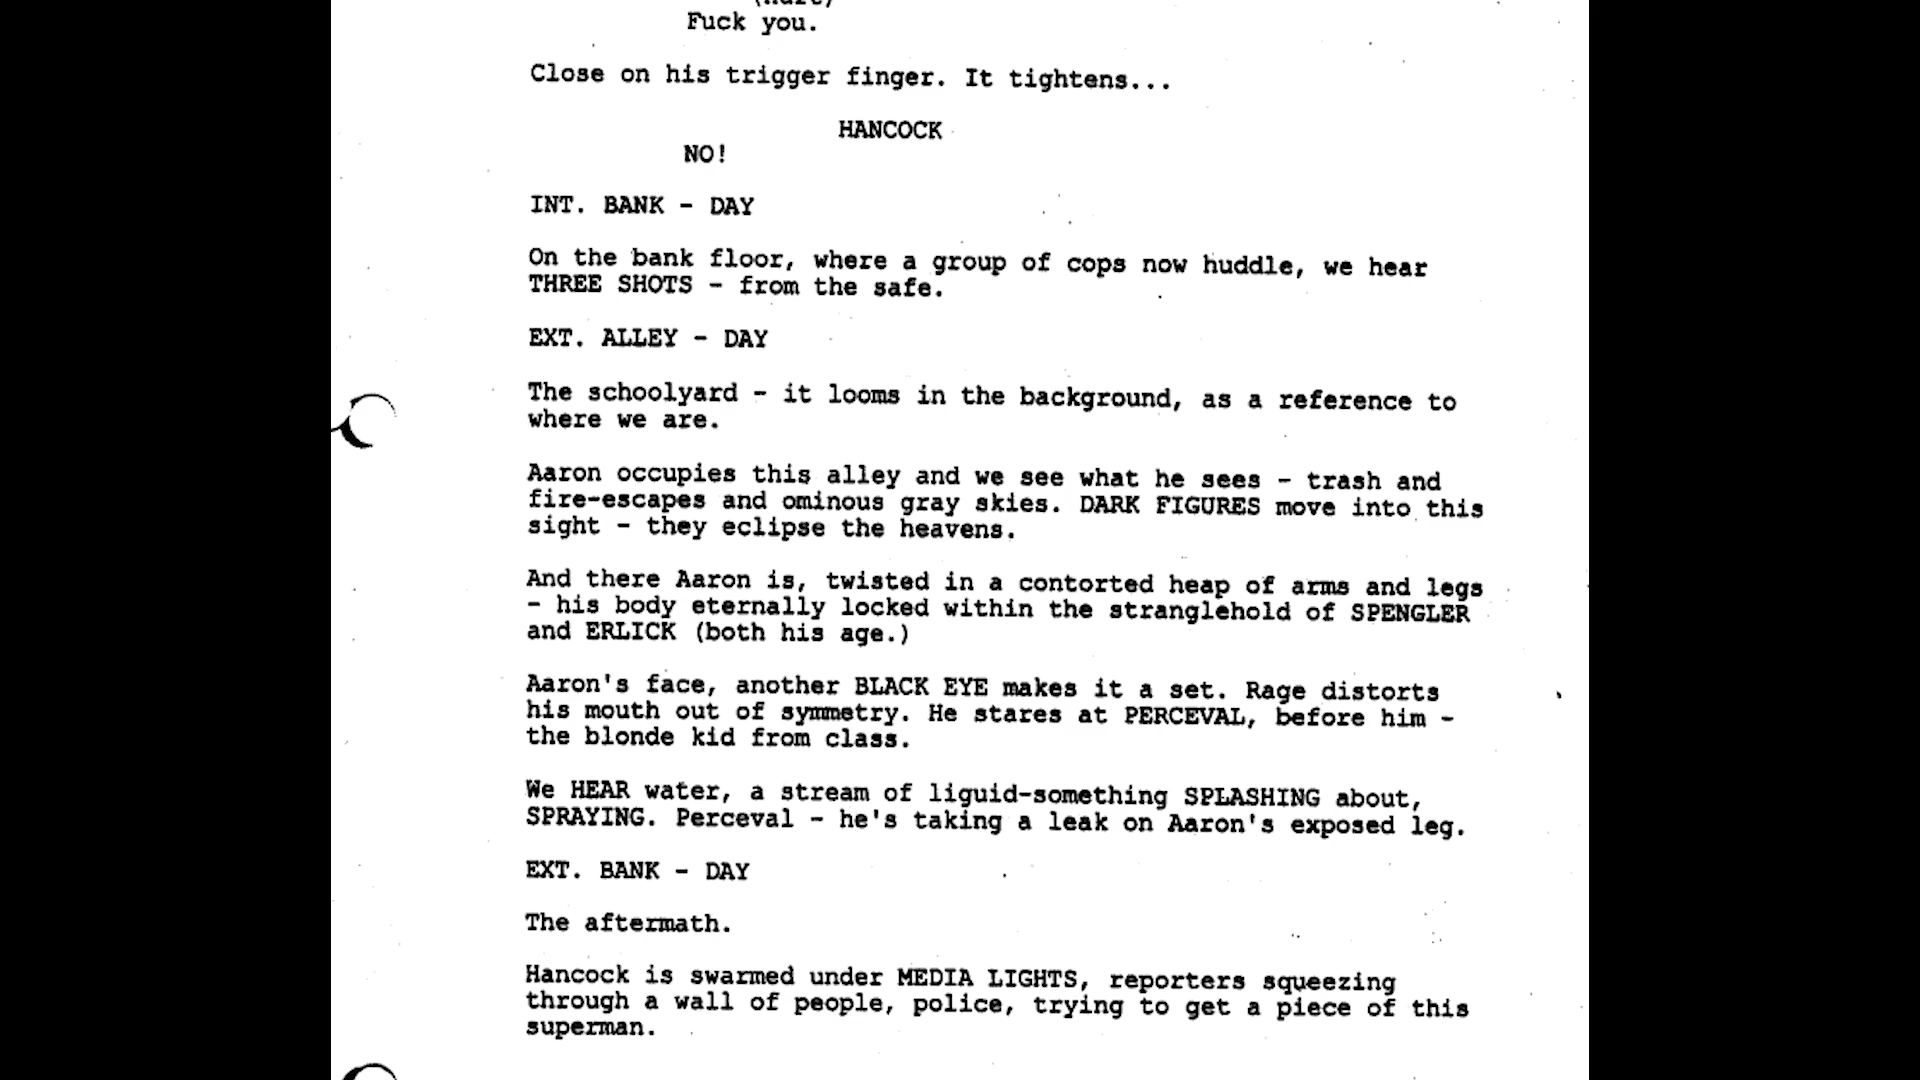 (hurt)
Fuck you.
Close on his trigger finger. It tightens...
HANCOCK
NO!
INT. BANK - DAY
On the bank floor, where a group of cops now huddle, we hear
THREE SHOTS - from the safe.
EXT. ALLEY - DAY
The schoolyard - it looms in the background, as a reference to
where we are.
Aaron occupies this alley and we see what he sees - trash and
fire-escapes and ominous gray skies. DARK FIGURES move into this
sight - they eclipse the heavens.
And there Aaron is, twisted in a contorted heap of arms and legs
- his body eternally locked within the stranglehold of SPENGLER
and ERLICK (both his age.)
Aaron's face, another BLACK EYE makes it a set. Rage distorts
his mouth out of symmetry. He stares at PERCEVAL, before him -
the blonde kid from class.
We HEAR water, a stream of liquid-something SPLASHING about,
SPRAYING. Perceval - he's taking a leak on Aaron's exposed leg.
EXT. BANK - DAY
The aftermath.
Hancock is swarmed under MEDIA LIGHTS, reporters squeezing
through a wall of people, police, trying to get a piece of this
superman.